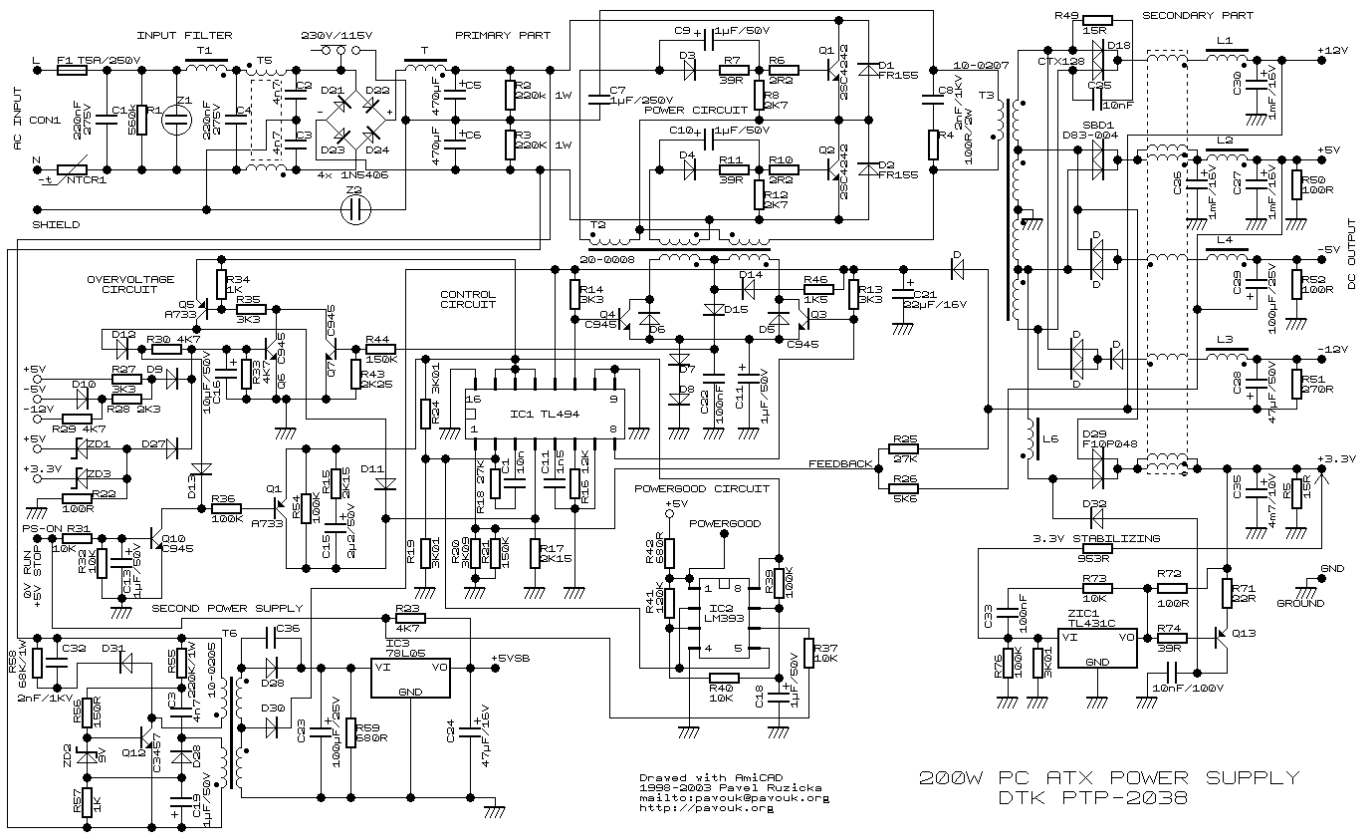 INPUT FILTER
230V/115V
PRIMARY PART
C9
1µF/50V
R49
15R
SECONDARY PART
L
F1 T5A/250V
T1
T5
T
D3
R7
39R
R6
2R2
Q1
2SC4242
D1
FR155
10-0207
D18
CTX128
L1
+12V
AC INPUT
CON1
220nF
275V
C1
R1
560k
Z1
220nF
275V
C4
4n7
C2
4n7
C3
D21
D22
D23
D24
4x 1N5406
470µF
C5
470µF
C6
R2
220k 1W
R3
220K 1W
C7
1µF/250V
R8
2K7
POWER CIRCUIT
C10
1µF/50V
D4
R11
39R
R10
2R2
R12
2K7
Q2
2SC4242
D2
FR155
C8
2nF/1KV
R4
100R/2W
T3
C25
10nF
C30
1mF/16V
SBD1
D83-004
L2
+5V
C26
1mF/16V
C27
1mF/16V
R50
100R
Z
-t
NTCR1
Z2
SHIELD
T2
20-0008
L4
-5V
DC OUTPUT
D
C29
100µF/25V
R52
100R
OVERVOLTAGE
CIRCUIT
R34
1K
Q5
A733
R35
3K3
CONTROL
CIRCUIT
R14
3K3
D14
R46
1K5
R13
3K3
C21
22µF/16V
D
Q4
C945
D6
D15
D5
Q3
C945
D12
R30 4K7
C945
Q6
C945
Q7
R44
150K
R43
2K25
L3
-12V
D
D
D
C28
47µF/50V
R51
270R
+5V
-5V
-12V
+5V
+3.3V
R27
3K3
D9
D10
R28 2K3
R29 4K7
10µF/50V
C16
R33
4K7
ZD1
D27
ZD3
R22
100R
D13
R24 3K01
16
9
IC1 TL494
1
8
D7
D8
C22
100nF
C11
1µF/50V
L6
D29
F10P048
+3.3V
R36
100K
Q1
A733
R54
100K
R15
2K15
C15
2µ2/50V
D11
R18 27K
C1
10n
C11
1n5
R16 12K
FEEDBACK
R25
27K
R26
5K6
D32
C35
4m7/10V
R5
15R
PS-ON
R31
10K
Q10
C945
0V RUN
+5V STOP
R32
10K
C13
1µF/50V
R19
3K01
R20
3K09
R21
150K
R17
2K15
POWERGOOD CIRCUIT
+5V
POWERGOOD
R42
680R
R41
120K
1
8
IC2
LM393
4
5
R39
100K
R37
10K
R40
10K
C18
1µF/50V
3.3V STABILIZING
953R
R73
10K
R72
100R
R71
22R
GND
GROUND
C33
100nF
ZIC1
TL431C
VI
VO
GND
R74
39R
Q13
R76
100K
3K01
10nF/100V
SECOND POWER SUPPLY
R58
68K/1W
C32
2nF/1KV
D31
R55
220K/1W
T6
10-0205
C36
D28
D30
R23
4K7
IC3
78L05
VI
VO
GND
+5VSB
R56
150R
C3
4n7
ZD2
9V
Q12
C3457
D28
R57
1K
C19
1µF/50V
C23
100µF/25V
R59
680R
C24
47µF/16V
Drawed with AmiCAD
1998-2003 Pavel Ruzicka
mailto:pavouk@pavouk.org
http://pavouk.org
200W PC ATX POWER SUPPLY
DTK PTP-2038